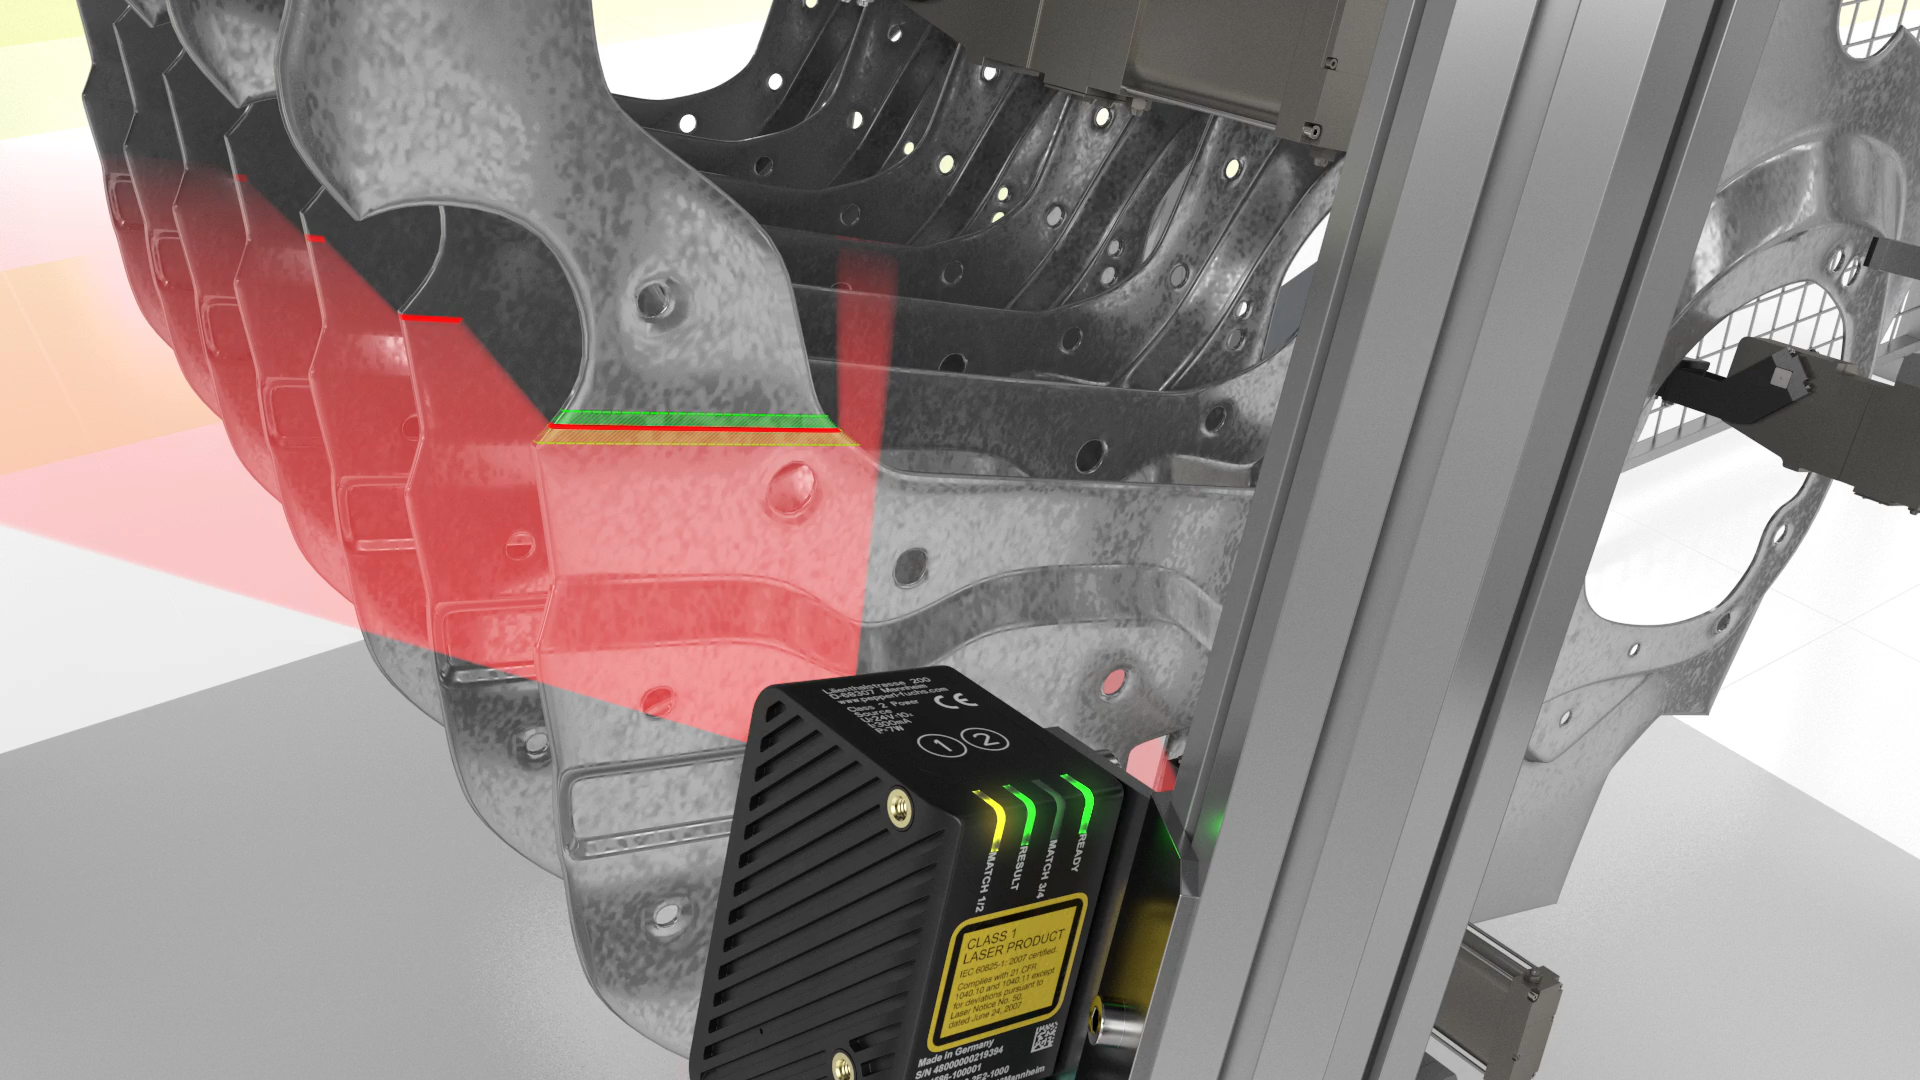 Lilienthalstrasse 200
D-68307 Mannheim
www.pepperl-fuchs.com
Class 2 Power
Source
CE
1 2
MATCH 1/2
RESULT
MATCH 3/4
READY
CLASS 1
LASER PRODUCT
IEC 60825-1: 2007 certified.
Complies with 21 CFR
1040.10 and 1040.11 except
for deviations pursuant to
Laser Notice No. 50,
dated June 24, 2007
Made in Germany
S/N 48000000219394